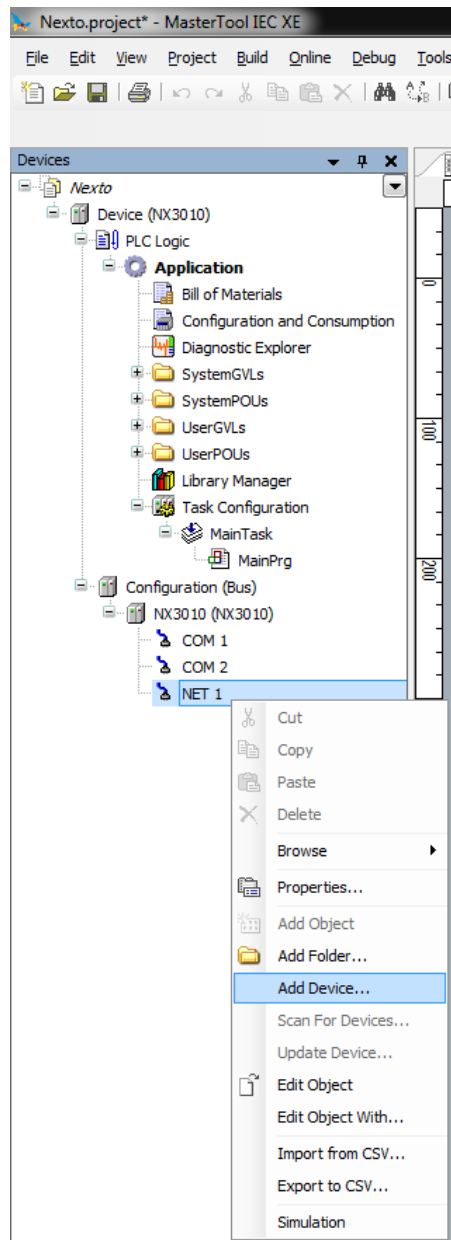 Nexto.project* - MasterTool IEC XE
File Edit View Project Build Online Debug Tools
Devices
Nexto
Device (NX3010)
PLC Logic
Application
Bill of Materials
Configuration and Consumption
Diagnostic Explorer
SystemGVLs
SystemPOUs
UserGVLs
UserPOUs
Library Manager
Task Configuration
MainTask
MainPrg
Configuration (Bus)
NX3010 (NX3010)
COM 1
COM 2
NET 1
0
100
200
Cut
Copy
Paste
Delete
Browse
Properties...
Add Object
Add Folder...
Add Device...
Scan For Devices...
Update Device...
Edit Object
Edit Object With...
Import from CSV...
Export to CSV...
Simulation